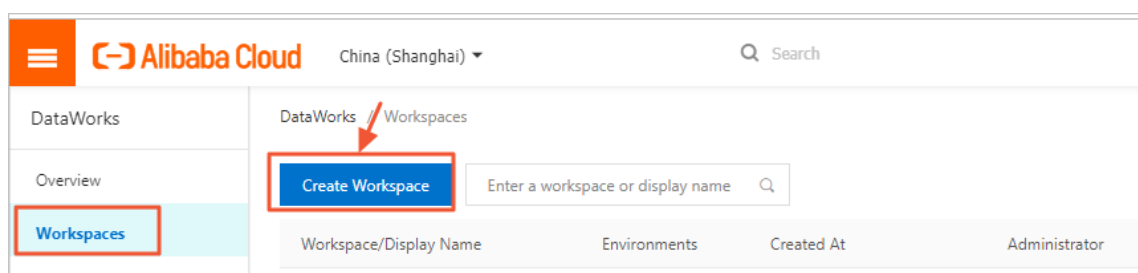 Alibaba Cloud China (Shanghai) Search
DataWorks DataWorks / Workspaces
Overview Create Workspace Enter a workspace or display name
Workspaces
Workspace/Display Name Environments Created At Administrator